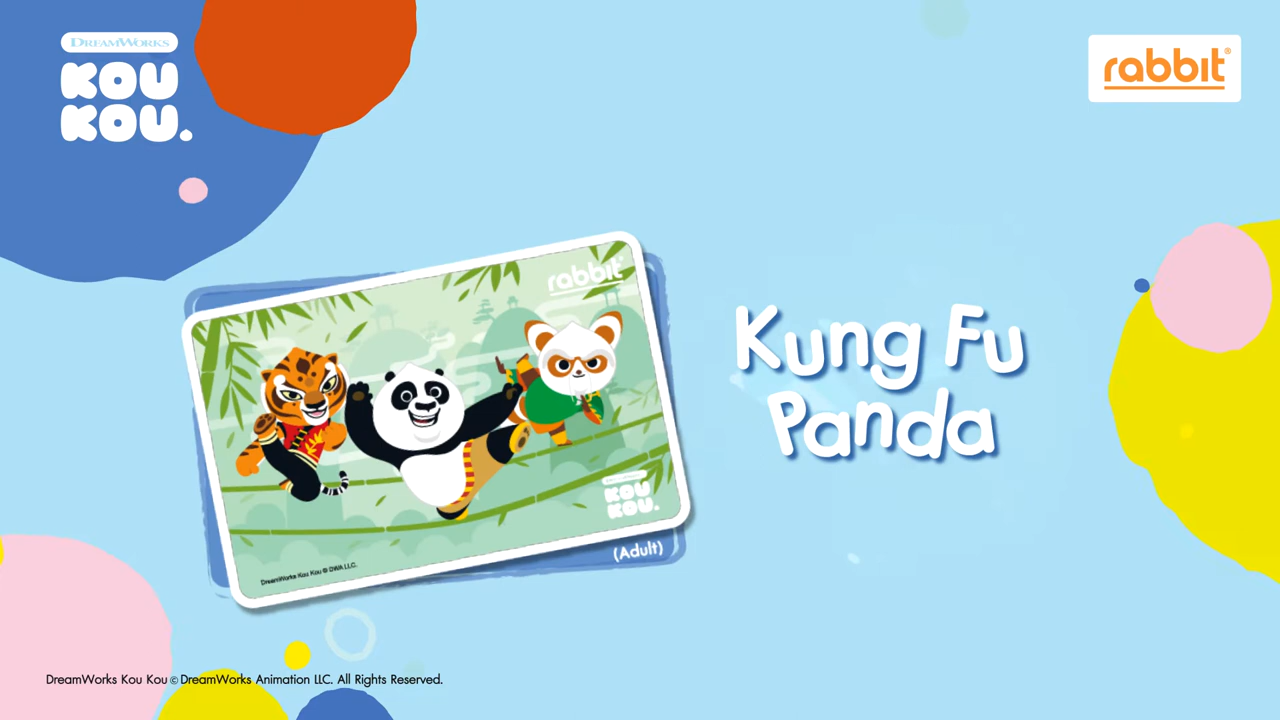 DREAMWORKS
KOU
KOU.
rabbit®
rabbit
Kung Fu
Panda
KOU
KOU.
(Adult)
DreamWorks Kou Kou © DWA LLC.
DreamWorks Kou Kou © DreamWorks Animation LLC. All Rights Reserved.